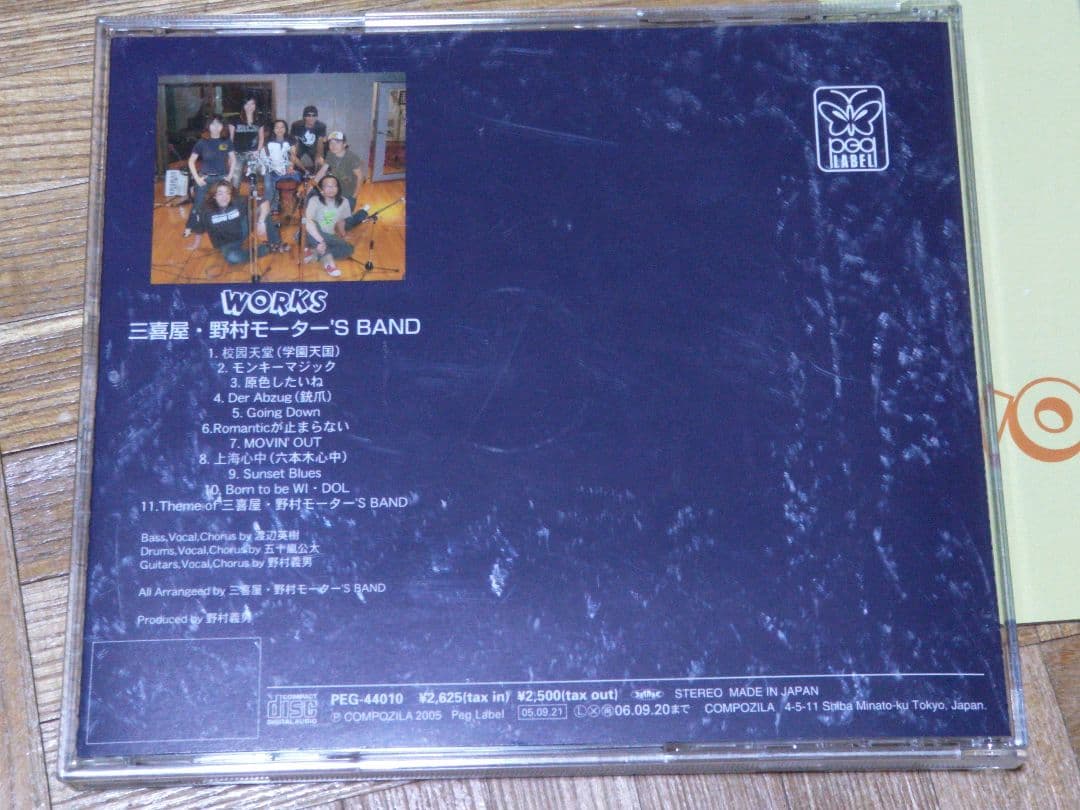 peg
LABEL
WORKS
三喜屋・野村モーター'S BAND
1. 校园天堂(学園天国)
2. モンキーマジック
3. 原色したいね
4. Der Abzug(銃爪)
5. Going Down
6.Romanticが止まらない
7. MOVIN' OUT
8. 上海心中(六本木心中)
9. Sunset Blues
10. Born to be WI・DOL
11.Theme of 三喜屋・野村モーター'S BAND
Bass,Vocal,Chorus by 渡辺英樹
Drums,Vocal,Chorus by 五十嵐公太
Guitars,Vocal,Chorus by 野村義男
All Arrangeed by 三喜屋・野村モーター'S BAND
Produced by 野村義男
COMPACT
disc
DIGITAL AUDIO
PEG-44010 ¥2,625(tax in) ¥2,500(tax out) STEREO MADE IN JAPAN
Ⓟ COMPOZILA 2005 Peg Label 05.09.21 Ⓛ Ⓧ 06.09.20まで COMPOZILA 4-5-11 Shiba Minato-ku Tokyo, Japan.